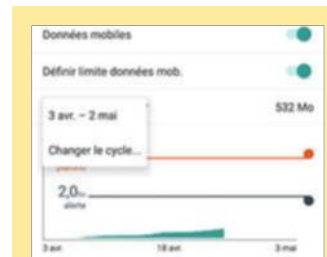 Données mobiles
Définir limite données mob.
3 avr. – 2 mai
532 Mo
Changer le cycle...
2,0
alerte
3 avr.
18 avr.
3 mai